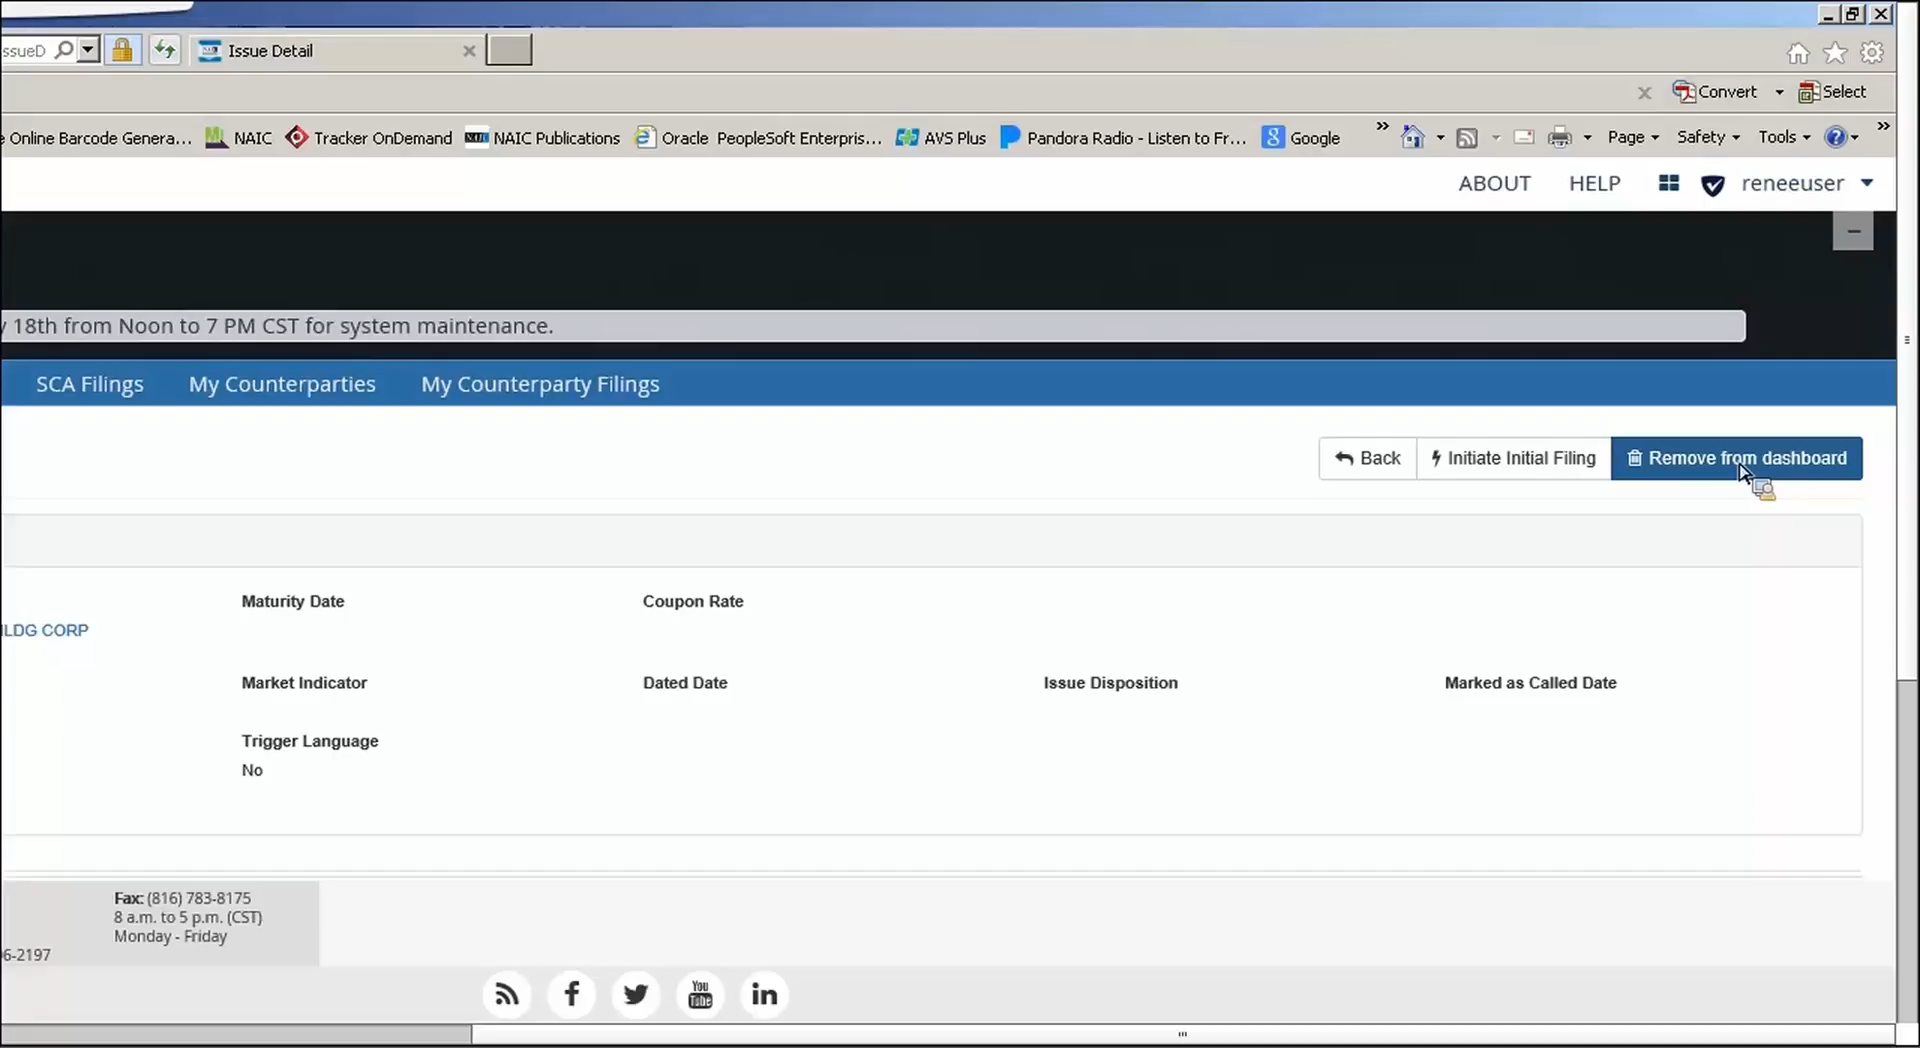 ssueD
Issue Detail
Convert
Select
e Online Barcode Genera...
NAIC
Tracker OnDemand
NAIC Publications
Oracle PeopleSoft Enterpris...
AVS Plus
Pandora Radio - Listen to Fr...
Google
Page
Safety
Tools
ABOUT
HELP
reneeuser
y 18th from Noon to 7 PM CST for system maintenance.
SCA Filings
My Counterparties
My Counterparty Filings
Back
Initiate Initial Filing
Remove from dashboard
Maturity Date
Coupon Rate
LDG CORP
Market Indicator
Dated Date
Issue Disposition
Marked as Called Date
Trigger Language
No
Fax: (816) 783-8175
8 a.m. to 5 p.m. (CST)
Monday - Friday
6-2197
You
Tube